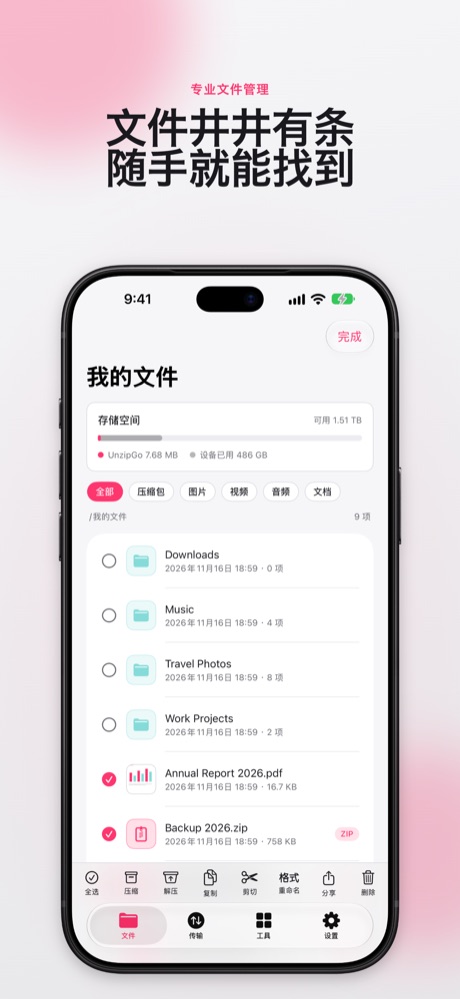 专业文件管理
文件井井有条
随手就能找到
9:41
完成
我的文件
存储空间
可用 1.51 TB
UnzipGo 7.68 MB 设备已用 486 GB
全部 压缩包 图片 视频 音频 文档
/我的文件
9 项
Downloads
2026年11月16日 18:59 · 0 项
Music
2026年11月16日 18:59 · 4 项
Travel Photos
2026年11月16日 18:59 · 8 项
Work Projects
2026年11月16日 18:59 · 2 项
Annual Report 2026.pdf
2026年11月16日 18:59 · 16.7 KB
Backup 2026.zip
2026年11月16日 18:59 · 758 KB
ZIP
格式
全选 压缩 解压 复制 剪切 重命名 分享 删除
文件 传输 工具 设置